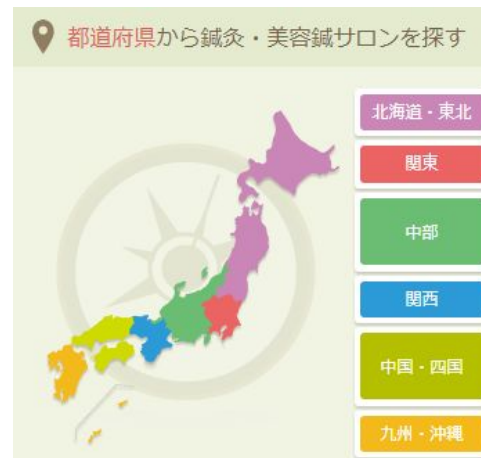 都道府県から鍼灸・美容鍼サロンを探す
北海道・東北
関東
中部
関西
中国・四国
九州・沖縄